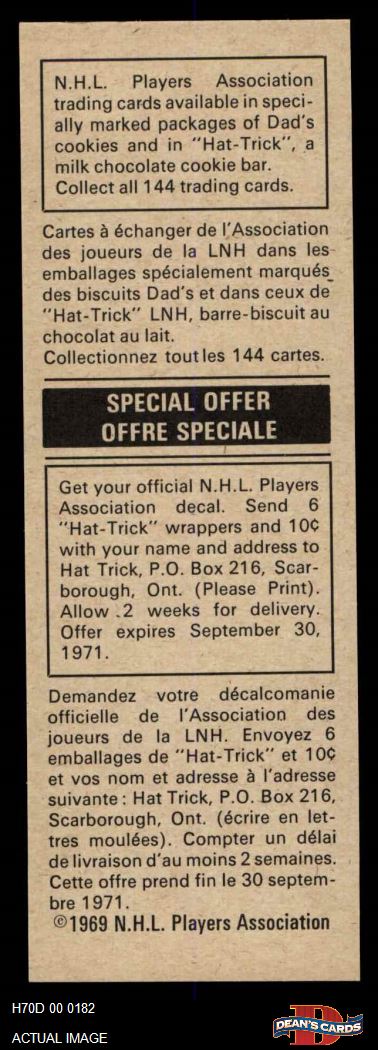 N.H.L. Players Association
trading cards available in speci-
ally marked packages of Dad's
cookies and in "Hat-Trick", a
milk chocolate cookie bar.
Collect all 144 trading cards.
Cartes à échanger de l'Association
des joueurs de la LNH dans les
emballages spécialement marqués
des biscuits Dad's et dans ceux de
"Hat-Trick" LNH, barre-biscuit au
chocolat au lait.
Collectionnez toutles 144 cartes.
SPECIAL OFFER
OFFRE SPECIALE
Get your official N.H.L. Players
Association decal. Send 6
"Hat-Trick" wrappers and 10¢
with your name and address to
Hat Trick, P.O. Box 216, Scar-
borough, Ont. (Please Print).
Allow 2 weeks for delivery.
Offer expires September 30,
1971.
Demandez votre décalcomanie
officielle de l'Association des
joueurs de la LNH. Envoyez 6
emballages de "Hat-Trick" et 10¢
et vos nom et adresse à l'adresse
suivante: Hat Trick, P.O. Box 216,
Scarborough, Ont. (écrire en let-
tres moulées). Compter un délai
de livraison d'au moins 2 semaines.
Cette offre prend fin le 30 septem-
bre 1971.
©1969 N.H.L. Players Association
H70D 00 0182
ACTUAL IMAGE
D
DEAN'S CARDS